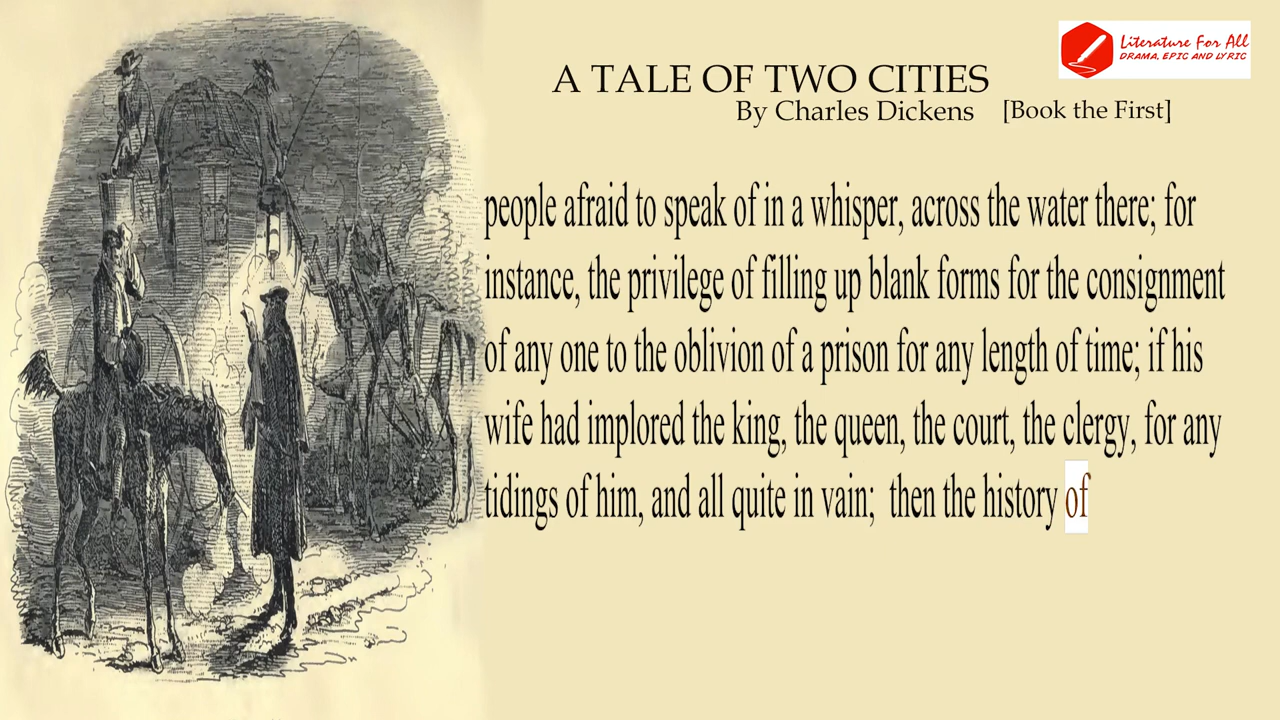 Literature For All
DRAMA, EPIC AND LYRIC
A TALE OF TWO CITIES
By Charles Dickens [Book the First]
people afraid to speak of in a whisper, across the water there; for
instance, the privilege of filling up blank forms for the consignment
of any one to the oblivion of a prison for any length of time; if his
wife had implored the king, the queen, the court, the clergy, for any
tidings of him, and all quite in vain; then the history of